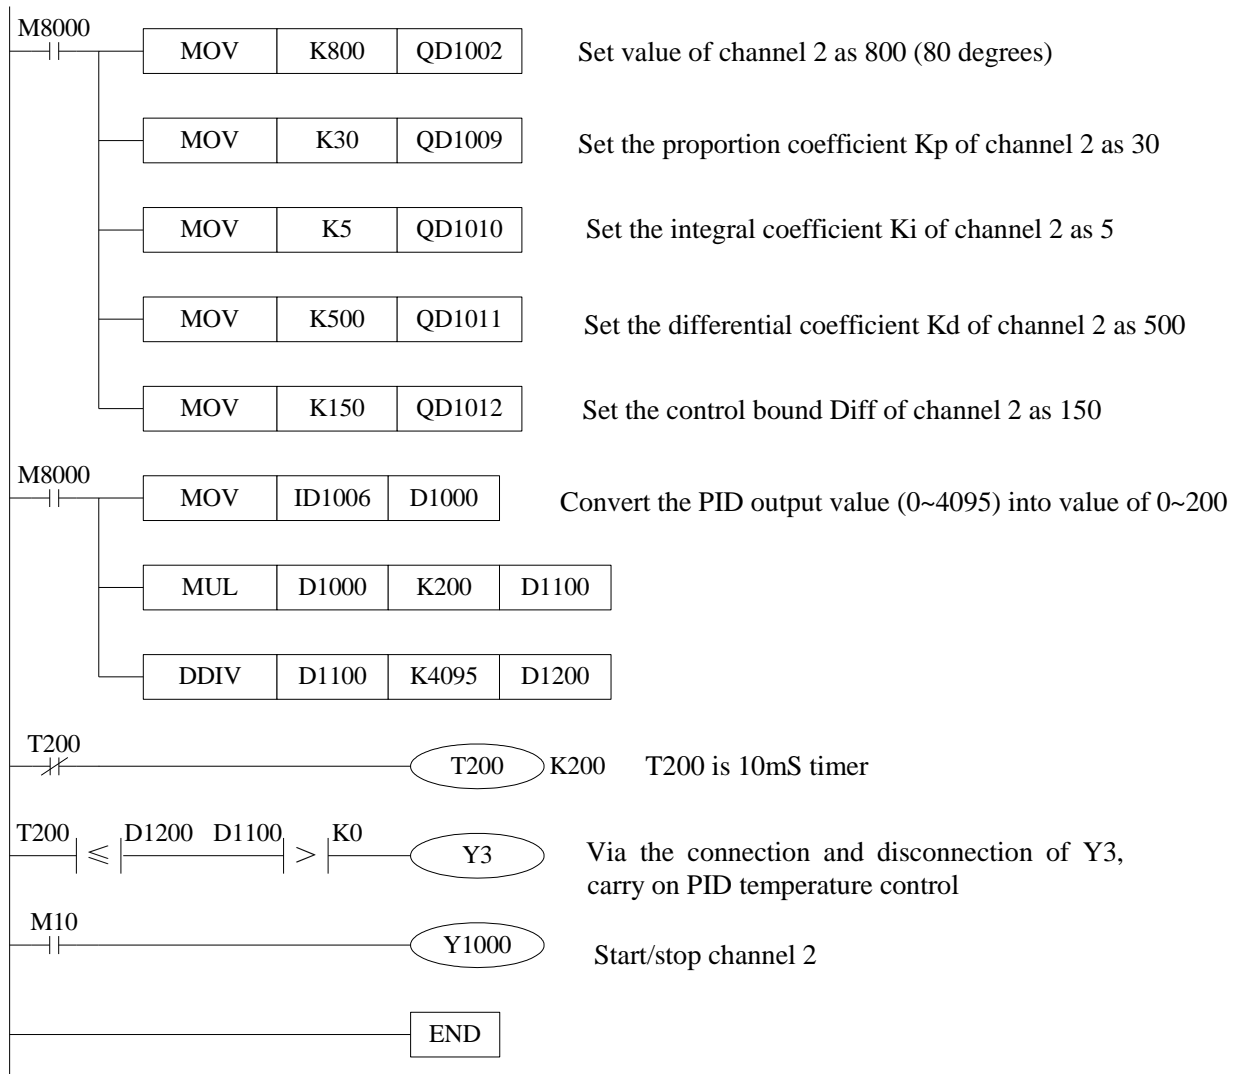 M8000
MOV K800 QD1002 Set value of channel 2 as 800 (80 degrees)
MOV K30 QD1009 Set the proportion coefficient Kp of channel 2 as 30
MOV K5 QD1010 Set the integral coefficient Ki of channel 2 as 5
MOV K500 QD1011 Set the differential coefficient Kd of channel 2 as 500
MOV K150 QD1012 Set the control bound Diff of channel 2 as 150
M8000
MOV ID1006 D1000 Convert the PID output value (0~4095) into value of 0~200
MUL D1000 K200 D1100
DDIV D1100 K4095 D1200
T200
T200 K200 T200 is 10mS timer
T200 ≤ D1200 D1100 > K0
Y3 Via the connection and disconnection of Y3,
carry on PID temperature control
M10
Y1000 Start/stop channel 2
END